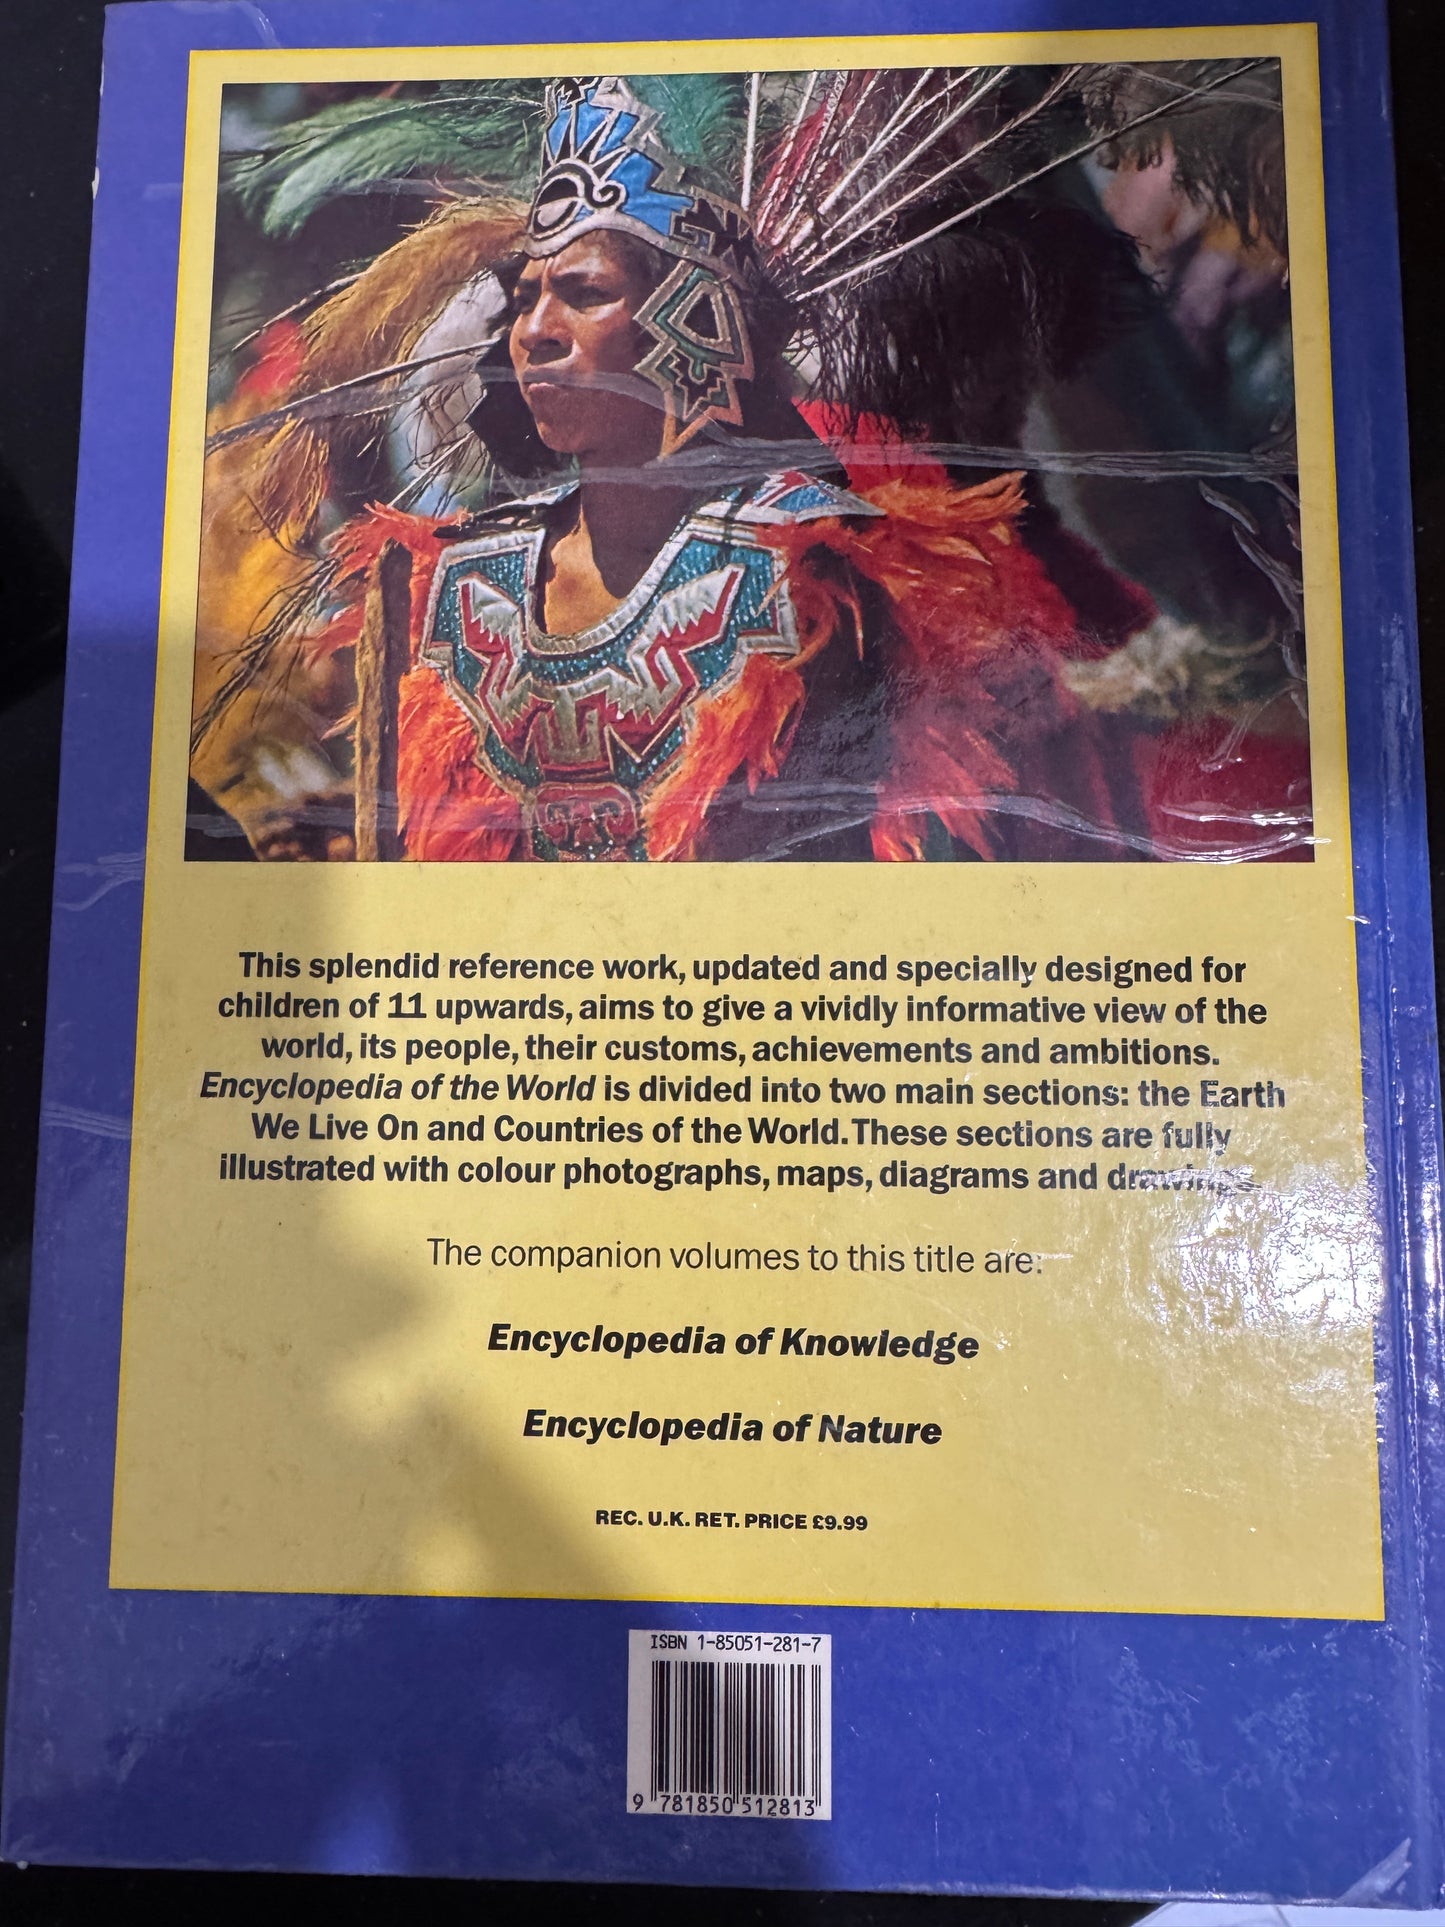 This splendid reference work, updated and specially designed for
children of 11 upwards, aims to give a vividly informative view of the
world, its people, their customs, achievements and ambitions.
Encyclopedia of the World is divided into two main sections: the Earth
We Live On and Countries of the World. These sections are fully
illustrated with colour photographs, maps, diagrams and drawings.
The companion volumes to this title are:
Encyclopedia of Knowledge
Encyclopedia of Nature
REC. U.K. RET. PRICE £9.99
ISBN 1-85051-281-7
9 781850 512813